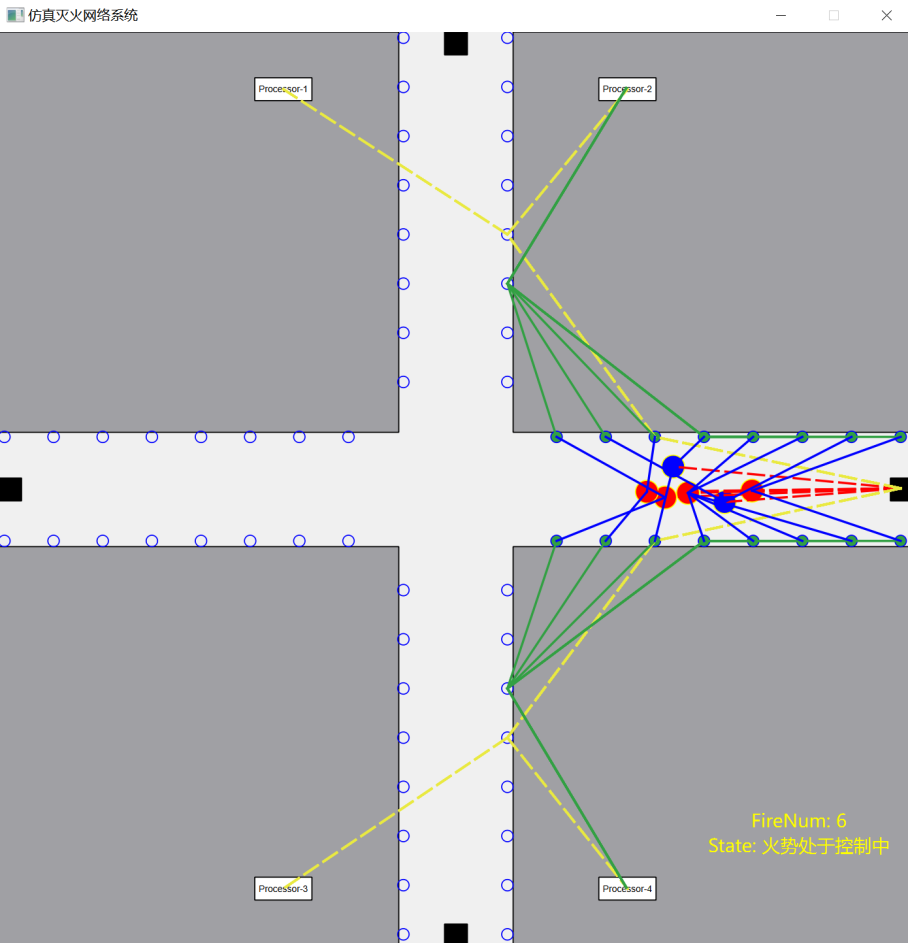 仿真灭火网络系统
Processor-1
Processor-2
FireNum: 6
State: 火势处于控制中
Processor-3
Processor-4